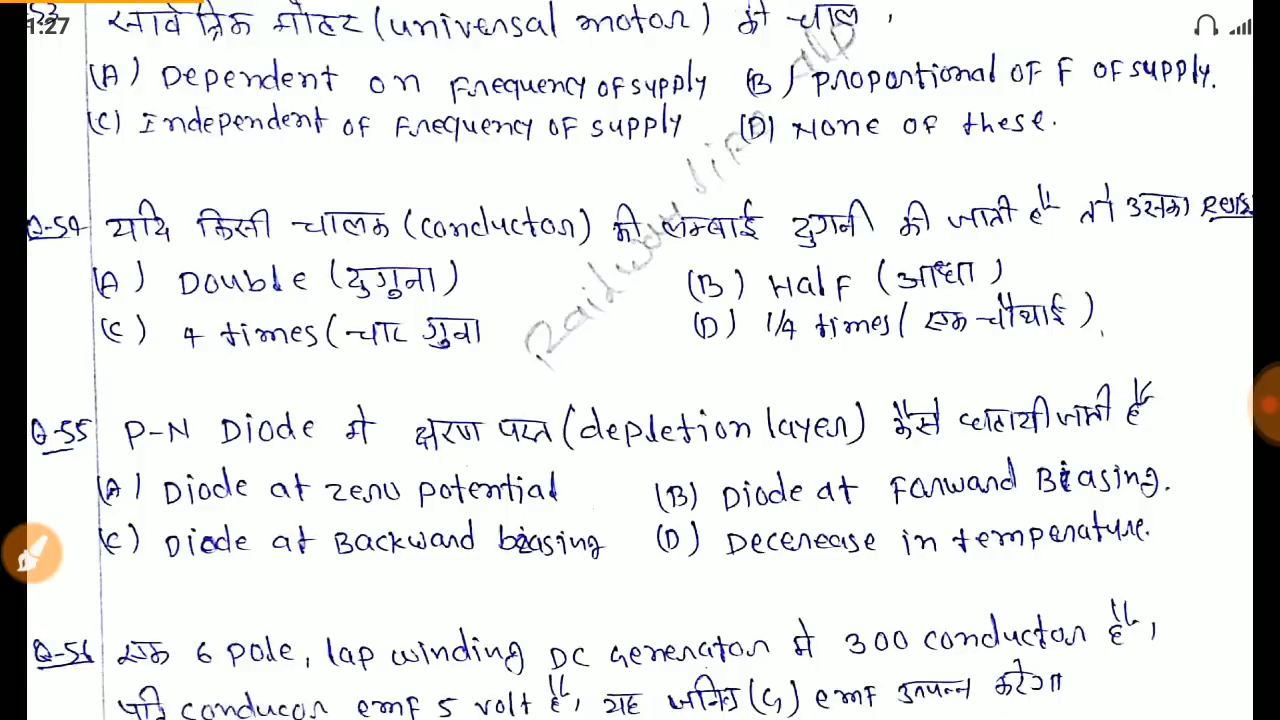 53 सार्वत्रिक मोटर (universal motor) की चाल,
1:27
(A) Dependent on Frequency of supply (B) proportional of F of supply.
(C) Independent of Frequency of supply (D) None of these.
Q-54 यदि किसी चालक (conductor) की लम्बाई दुगनी की जाती है तो उसका
(A) Double (दुगुना) (B) Half (आधा)
(C) 4 times (चार गुना (D) 1/4 times (एक चौथाई).
Q-55 P-N Diode मे क्षरण परत (depletion layer) कैसे बढायी जाती है
(A) Diode at zero potential (B) Diode at Forward Biasing.
(C) Diode at Backward biasing (D) Decerease in temperature.
Q-56 एक 6 pole, lap winding DC Generator मे 300 conductor है,
प्रति conducor emf 5 volt है, यह जनित्र (G) emf उत्पन्न करेगा